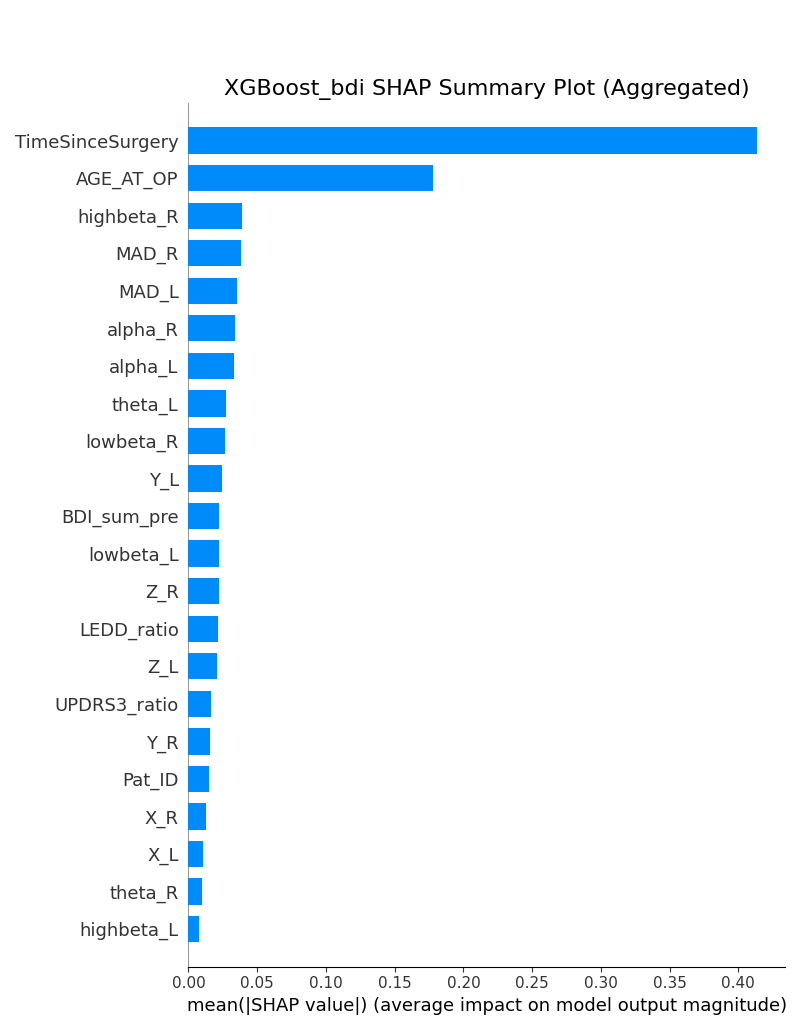 XGBoost_bdi SHAP Summary Plot (Aggregated)
TimeSinceSurgery
AGE_AT_OP
highbeta_R
MAD_R
MAD_L
alpha_R
alpha_L
theta_L
lowbeta_R
Y_L
BDI_sum_pre
lowbeta_L
Z_R
LEDD_ratio
Z_L
UPDRS3_ratio
Y_R
Pat_ID
X_R
X_L
theta_R
highbeta_L
0.00 0.05 0.10 0.15 0.20 0.25 0.30 0.35 0.40
mean(|SHAP value|) (average impact on model output magnitude)